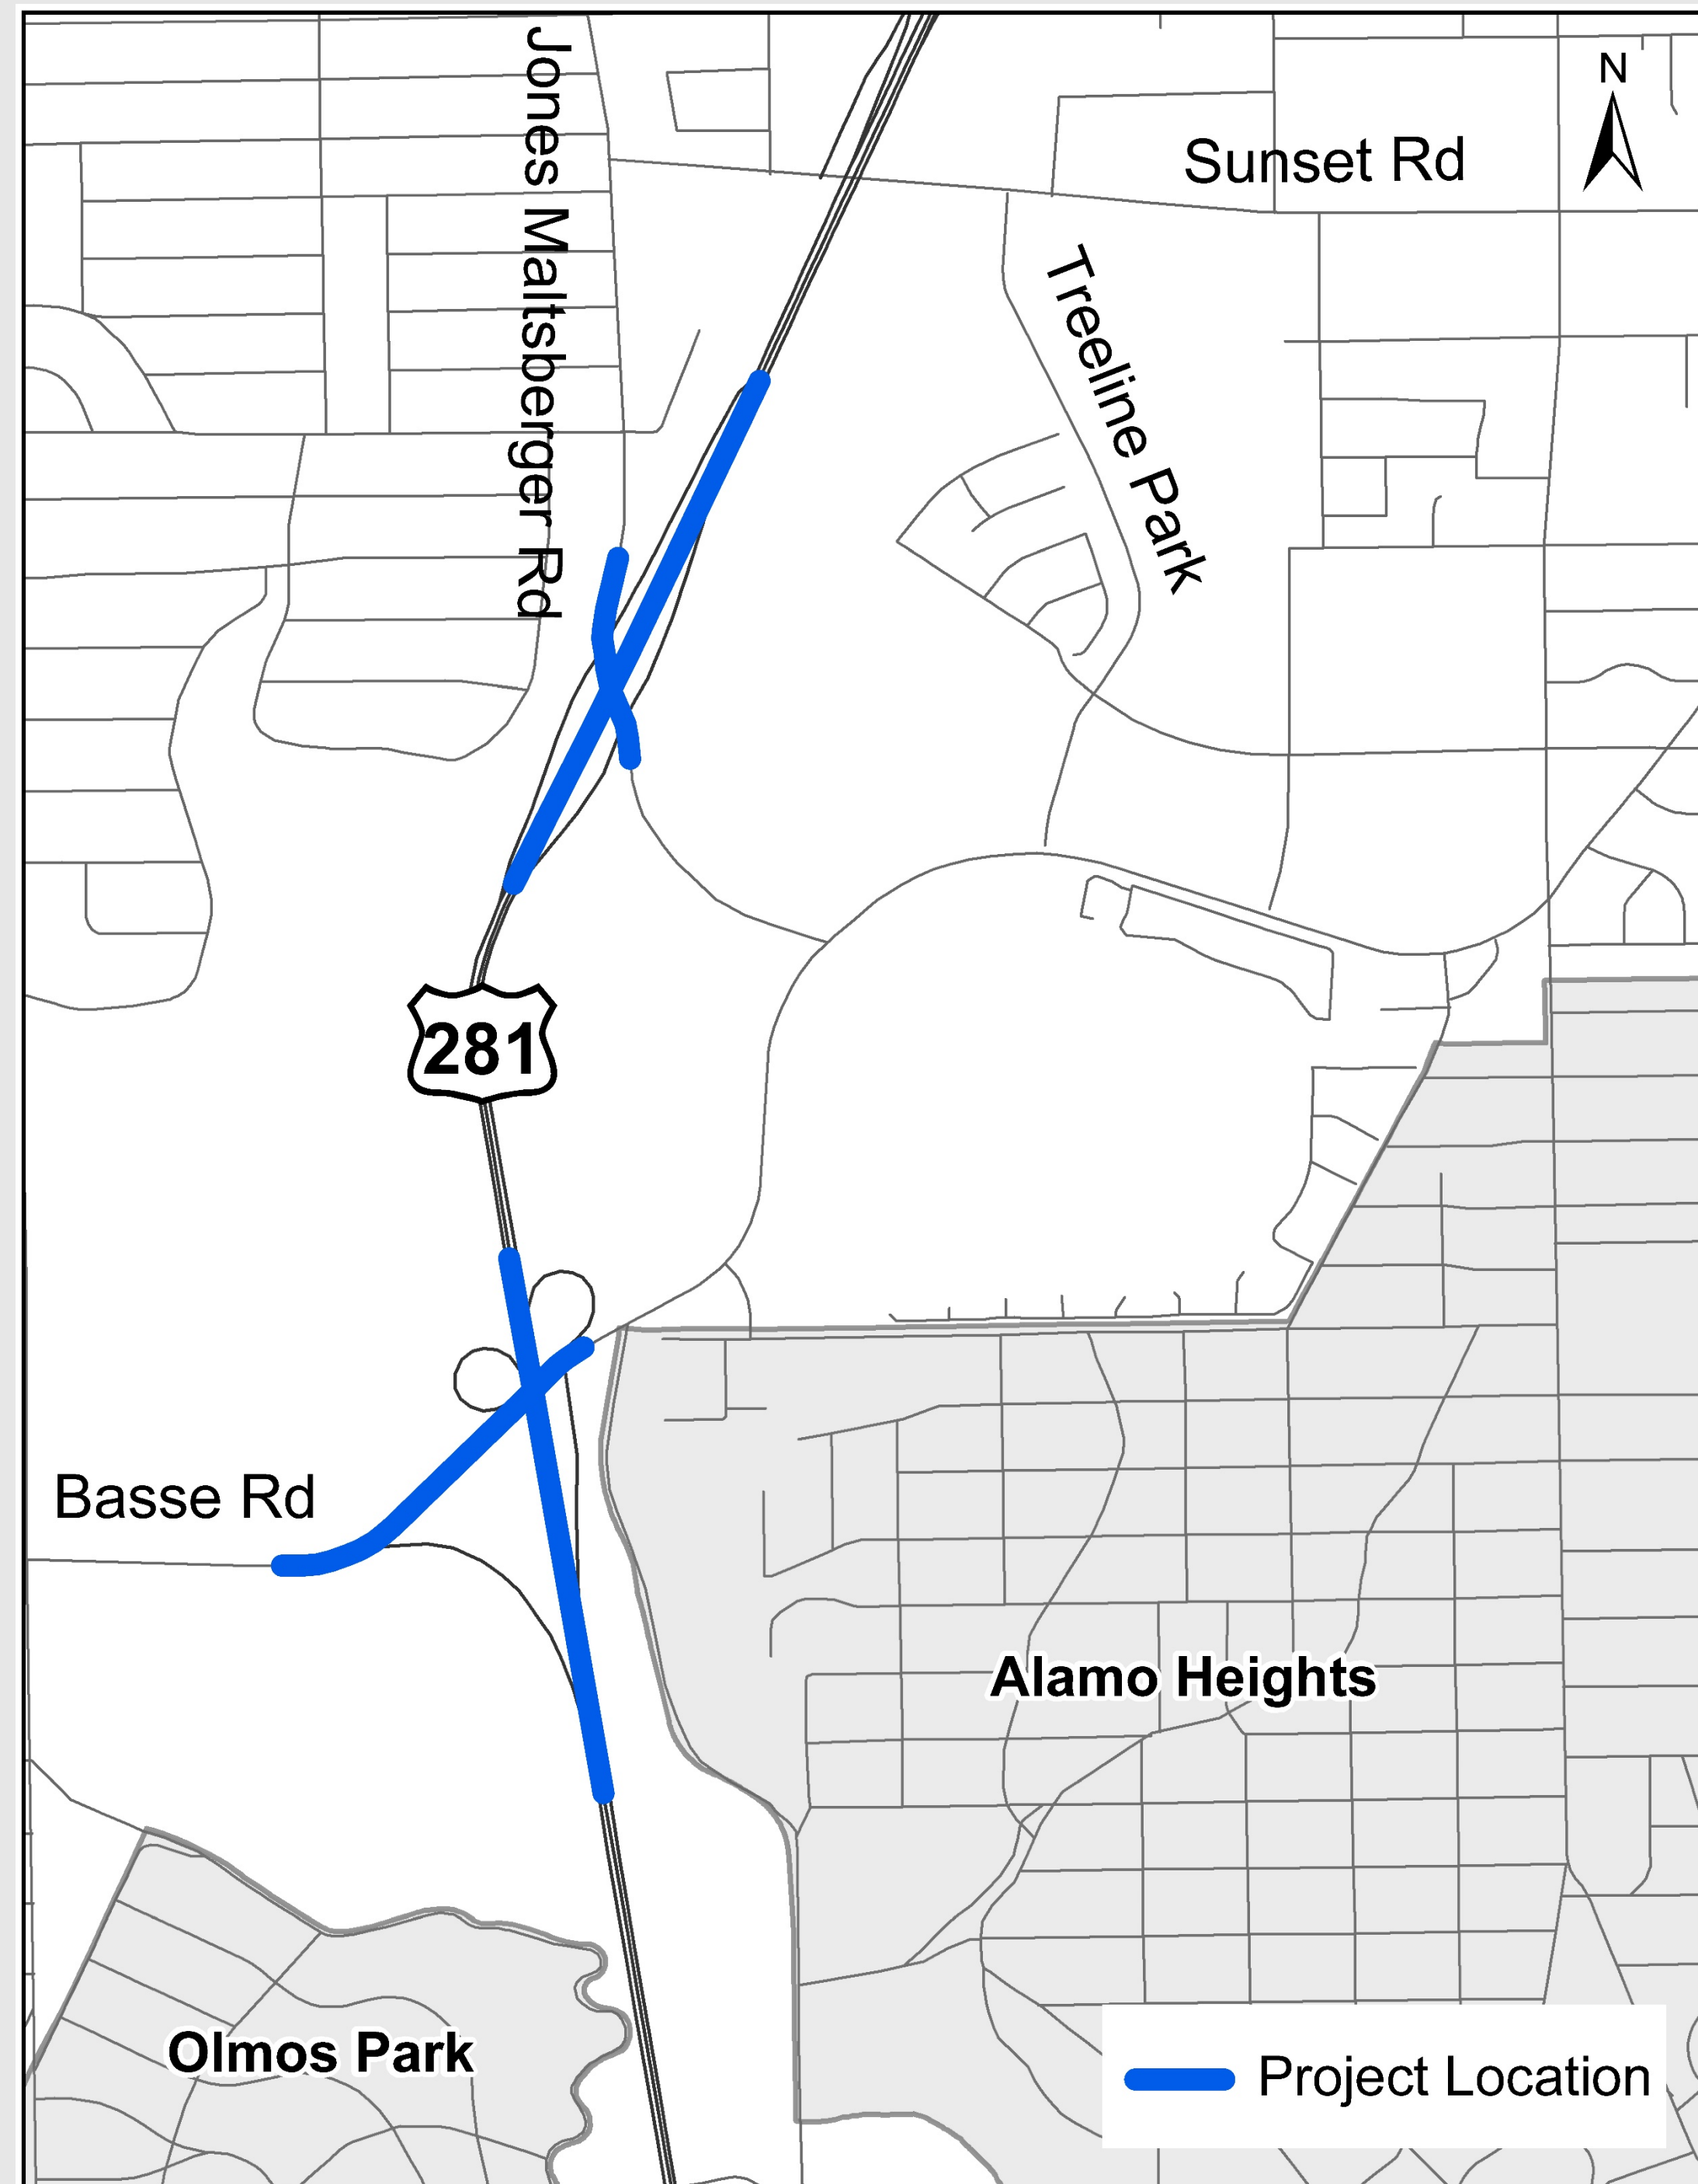 N
Sunset Rd
Jones Maltsberger Rd
Treeline Park
281
Basse Rd
Alamo Heights
Olmos Park
Project Location